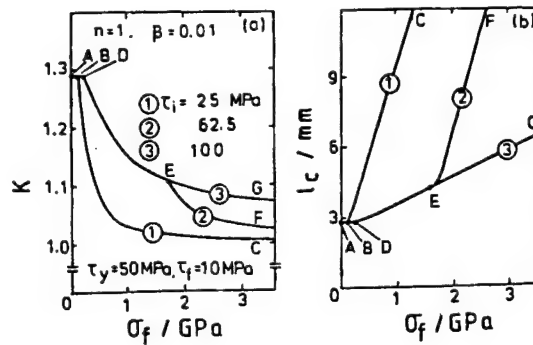 n=1. β=0.01 (a)
A B D
1.3
① τi= 25 MPa
② 62.5
③ 100
1.2
K
E
1.1
③ G
② F
1.0
① C
τy=50MPa, τf=10MPa
0 1 2 3
σf / GPa
C F (b)
9
①
②
G
③
6
lc / mm
E
3
A B D
0
0 1 2 3
σf / GPa